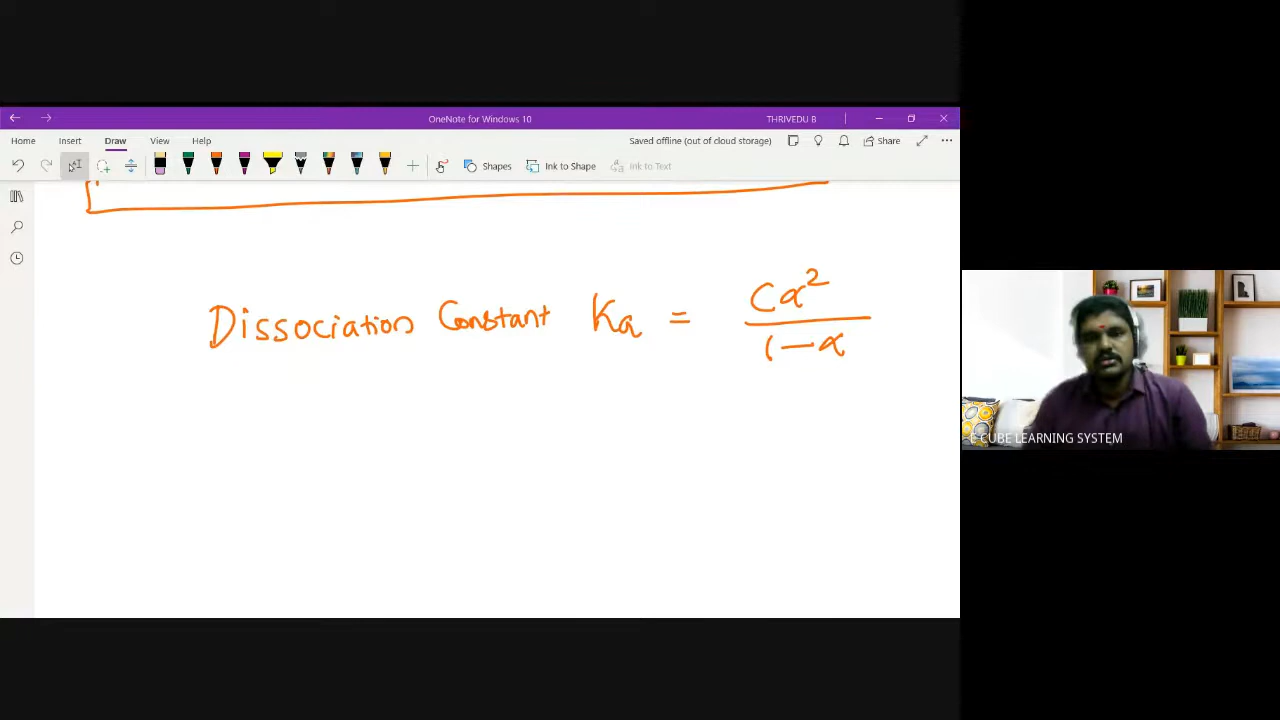 OneNote for Windows 10
THRIVEDU B
Home Insert Draw View Help
Saved offline (out of cloud storage)
Share
Shapes
Ink to Shape
Ink to Text
Dissociation Constant Ka = Cα²
1-α
E CUBE LEARNING SYSTEM